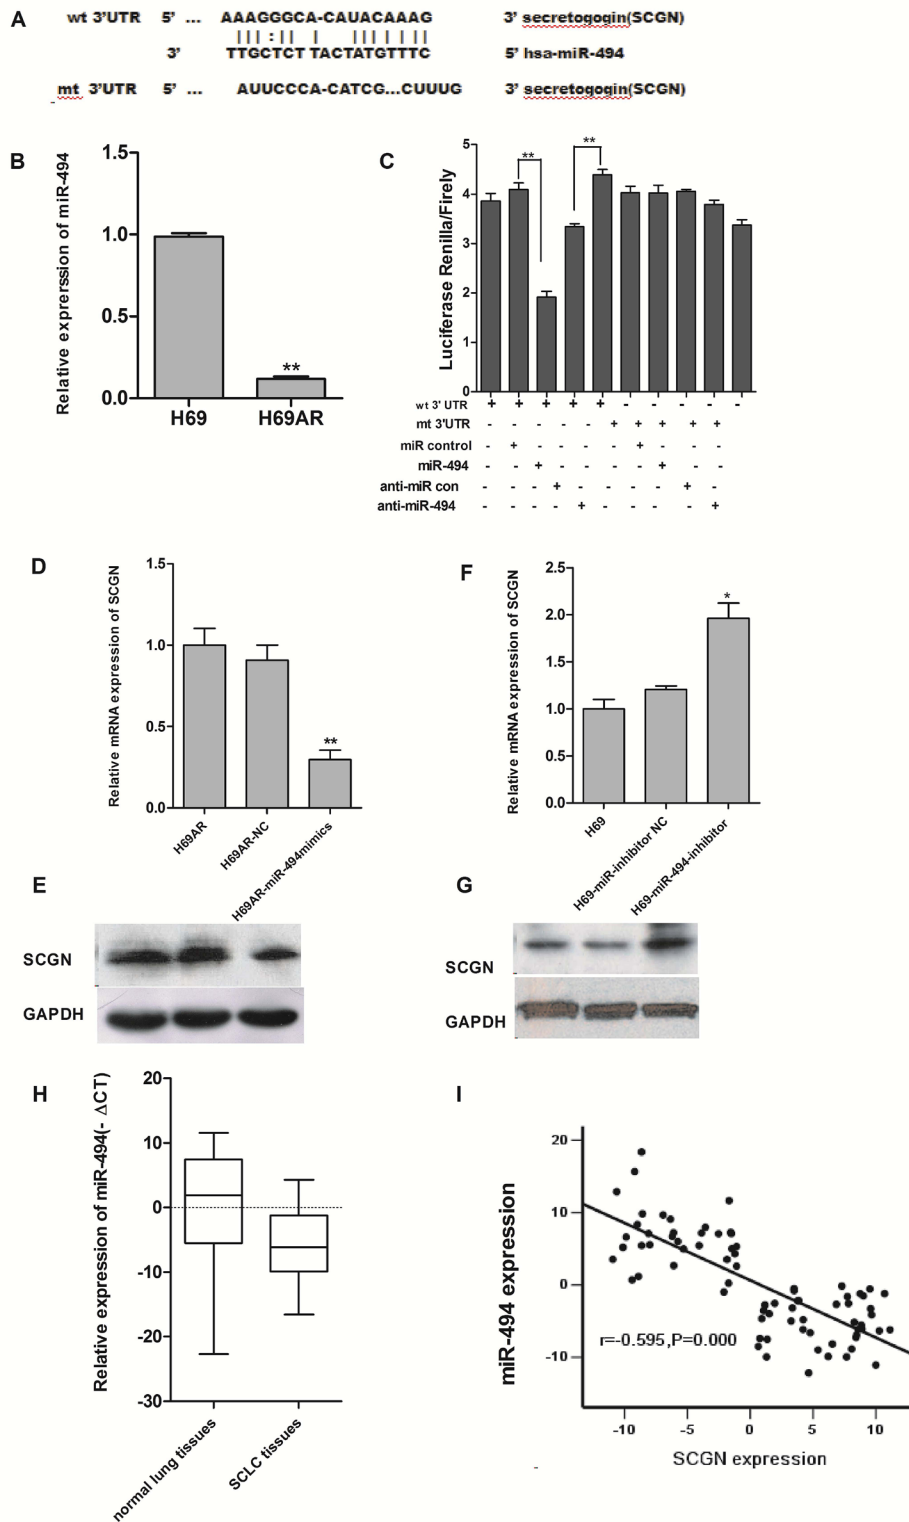 A
wt 3'UTR 5' ... AAAGGGCA-CAUACAAAG 3' secretogogin(SCGN)
3' TTGCTCT TACTATGTTTC 5' hsa-miR-494
mt 3'UTR 5' ... AUUCCCA-CATCG...CUUUG 3' secretogogin(SCGN)
B
Relative exprerssion of miR-494
1.5
1.0
0.5
0.0
**
H69 H69AR
C
Luciferase Renilla/Firely
5
4
3
2
1
0
** **
wt 3' UTR + + + + + - - - - - -
mt 3'UTR - - - - - + + + + + -
miR control - + - - - - + - - - -
miR-494 - - + - - - - + - - -
anti-miR con - - - + - - - - + - -
anti-miR-494 - - - - + - - - - + -
D
Relative mRNA expression of SCGN
1.5
1.0
0.5
0.0
**
H69AR
H69AR-NC
H69AR-miR-494mimics
F
Relative mRNA expression of SCGN
2.5
2.0
1.5
1.0
0.5
0.0
*
H69
H69-miR-inhibitor NC
H69-miR-494-inhibitor
E
SCGN
GAPDH
G
SCGN
GAPDH
H
Relative expression of miR-494(- ΔCT)
20
10
0
-10
-20
-30
normal lung tissues
SCLC tissues
I
miR-494 expression
20
10
0
-10
r=-0.595,P=0.000
-10 -5 0 5 10
SCGN expression